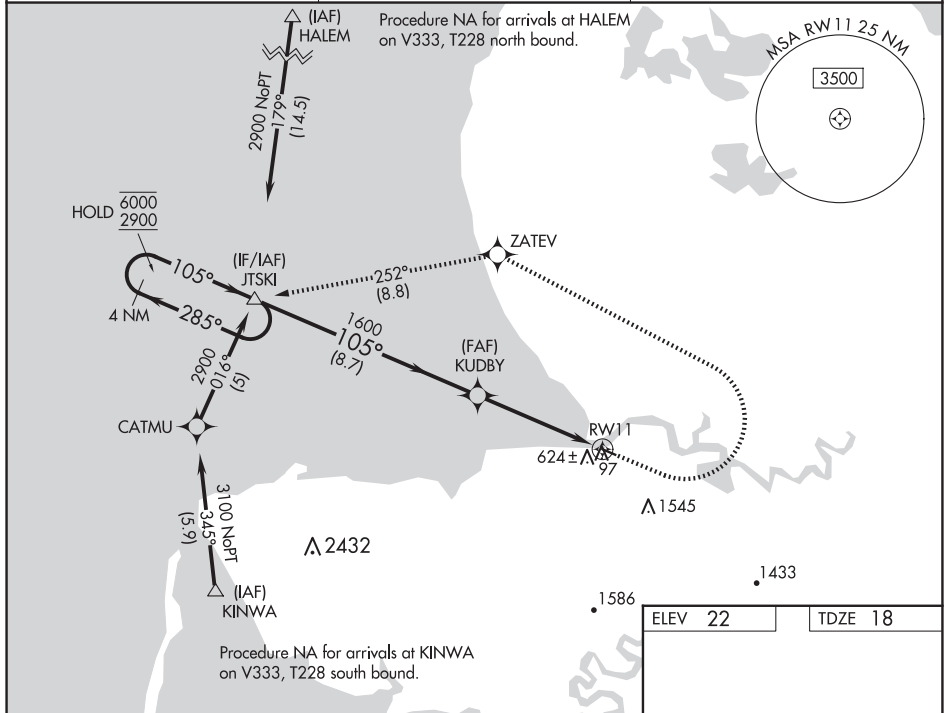 (IAF)
HALEM
Procedure NA for arrivals at HALEM
on V333, T228 north bound.
MSA RW11 25 NM
3500
2900 NoPT
179°
(14.5)
HOLD 6000
2900
105°
(IF/IAF)
JTSKI
ZATEV
252°
(8.8)
4 NM
285°
1600
105°
(8.7)
(FAF)
KUDBY
2900
016°
(5)
CATMU
RW11
624±
97
3100 NoPT
345°
(5.9)
1545
2432
(IAF)
KINWA
1433
1586
ELEV 22
TDZE 18
Procedure NA for arrivals at KINWA
on V333, T228 south bound.